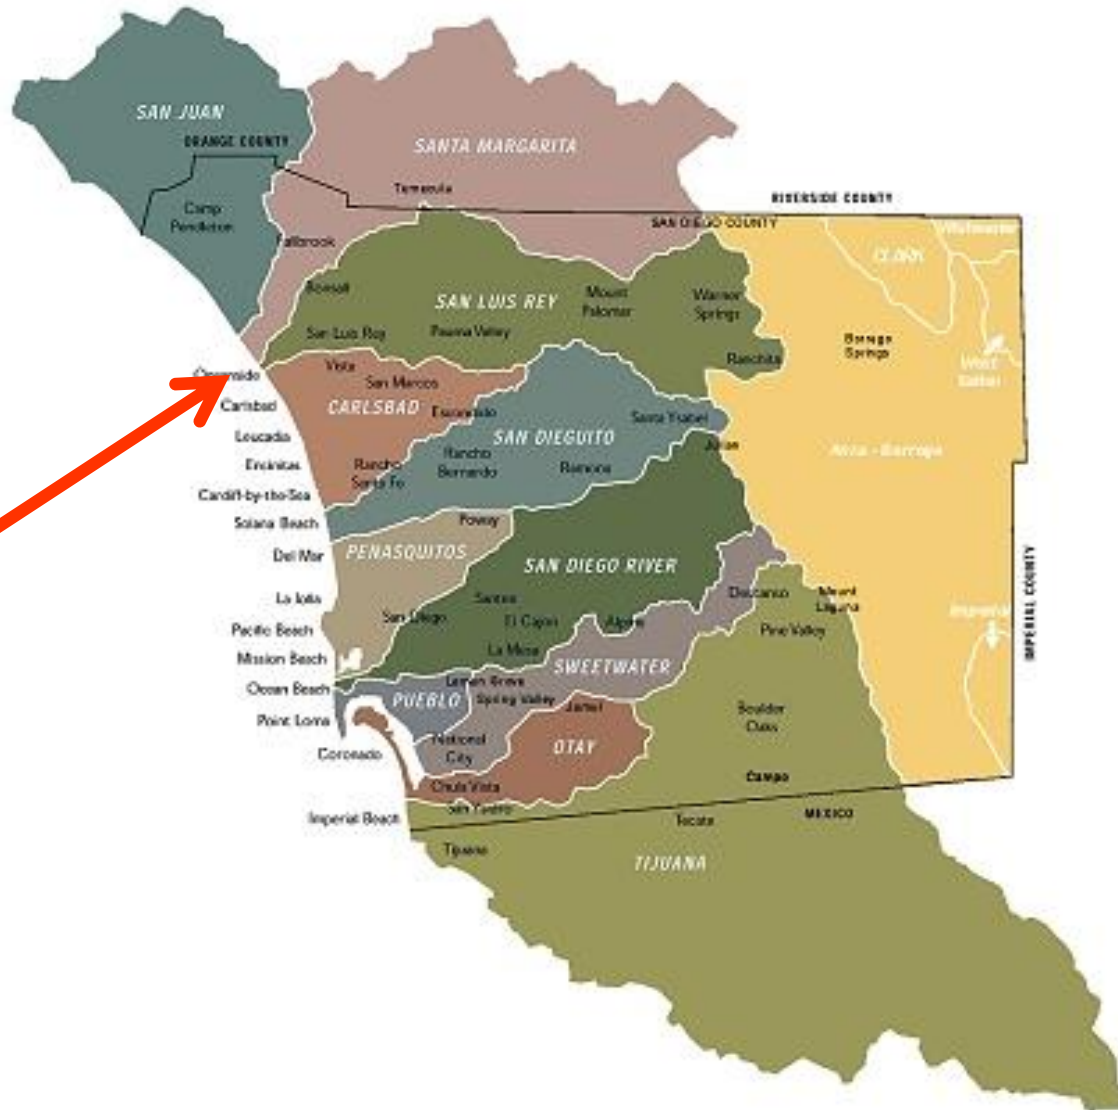 SAN JUAN
ORANGE COUNTY
SANTA MARGARITA
Temecula
RIVERSIDE COUNTY
Camp
Pendleton
SAN DIEGO COUNTY
Fallbrook
CLARK
Bonsall
SAN LUIS REY
Mount
Palomar
Warner
Springs
San Luis Rey
Pauma Valley
Borrego
Springs
Ranchita
West
Salton
Oceanside
Vista
San Marcos
Carlsbad
CARLSBAD
Escondido
Santa Ysabel
Leucadia
SAN DIEGUITO
Julian
Anza - Borrego
Encinitas
Rancho
Santa Fe
Rancho
Bernardo
Ramona
Cardiff-by-the-Sea
Solana Beach
Poway
Del Mar
PENASQUITOS
SAN DIEGO RIVER
IMPERIAL COUNTY
La Jolla
Santee
Descanso
Mount
Laguna
Imperial
San Diego
El Cajon
Alpine
Pacific Beach
Pine Valley
La Mesa
Mission Beach
SWEETWATER
Ocean Beach
Lemon Grove
PUEBLO
Spring Valley
Jamul
Point Loma
Boulder
Oaks
National
City
Coronado
OTAY
Campo
Chula Vista
San Ysidro
Imperial Beach
Tecate
MEXICO
Tijuana
TIJUANA